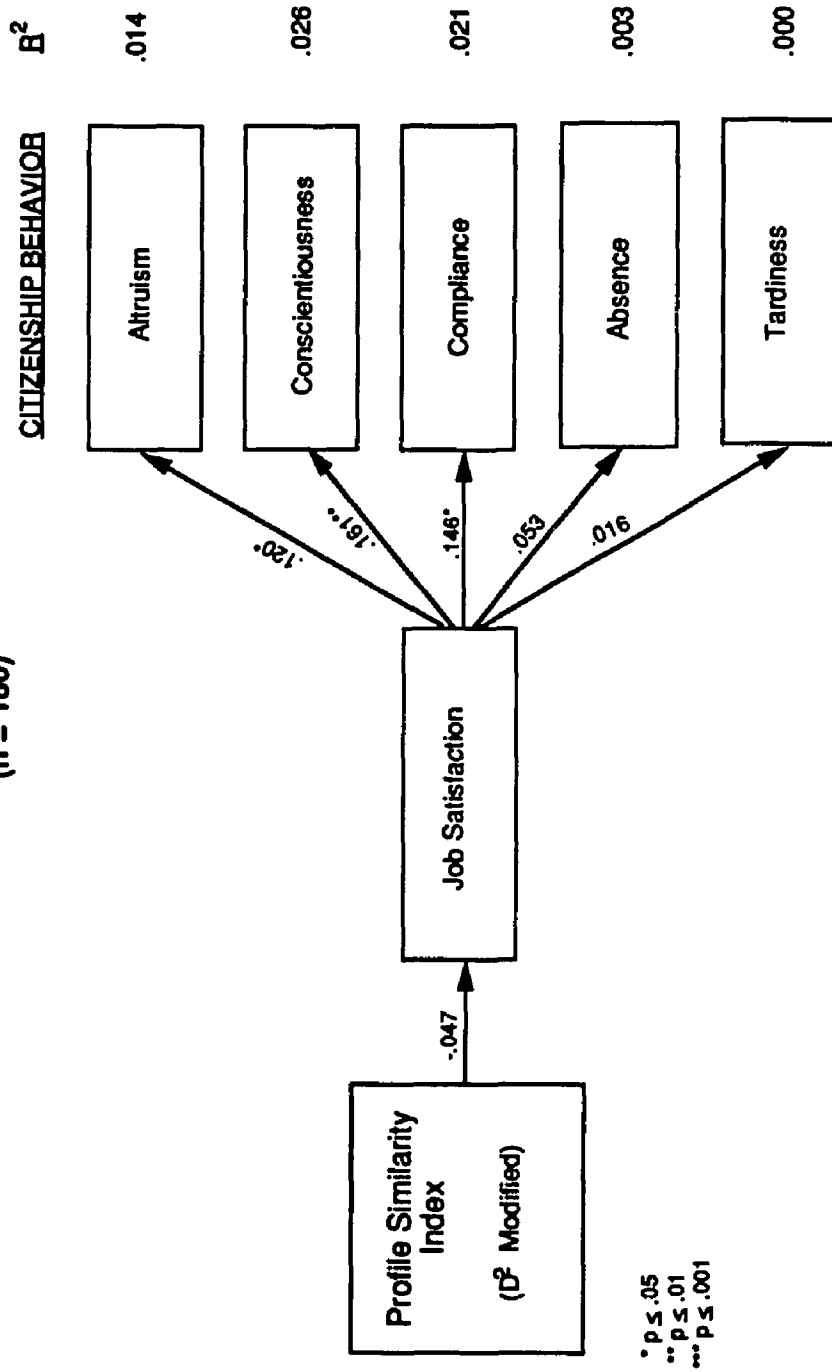 (n =
CITIZENSHIP BEHAVIOR
R²
Altruism
.014
.120*
Conscientiousness
.026
.161**
Profile Similarity
Index
(D² Modified)
-.047
Job Satisfaction
.146*
Compliance
.021
.053
Absence
.003
.016
Tardiness
.000
* p ≤ .05
** p ≤ .01
*** p ≤ .001